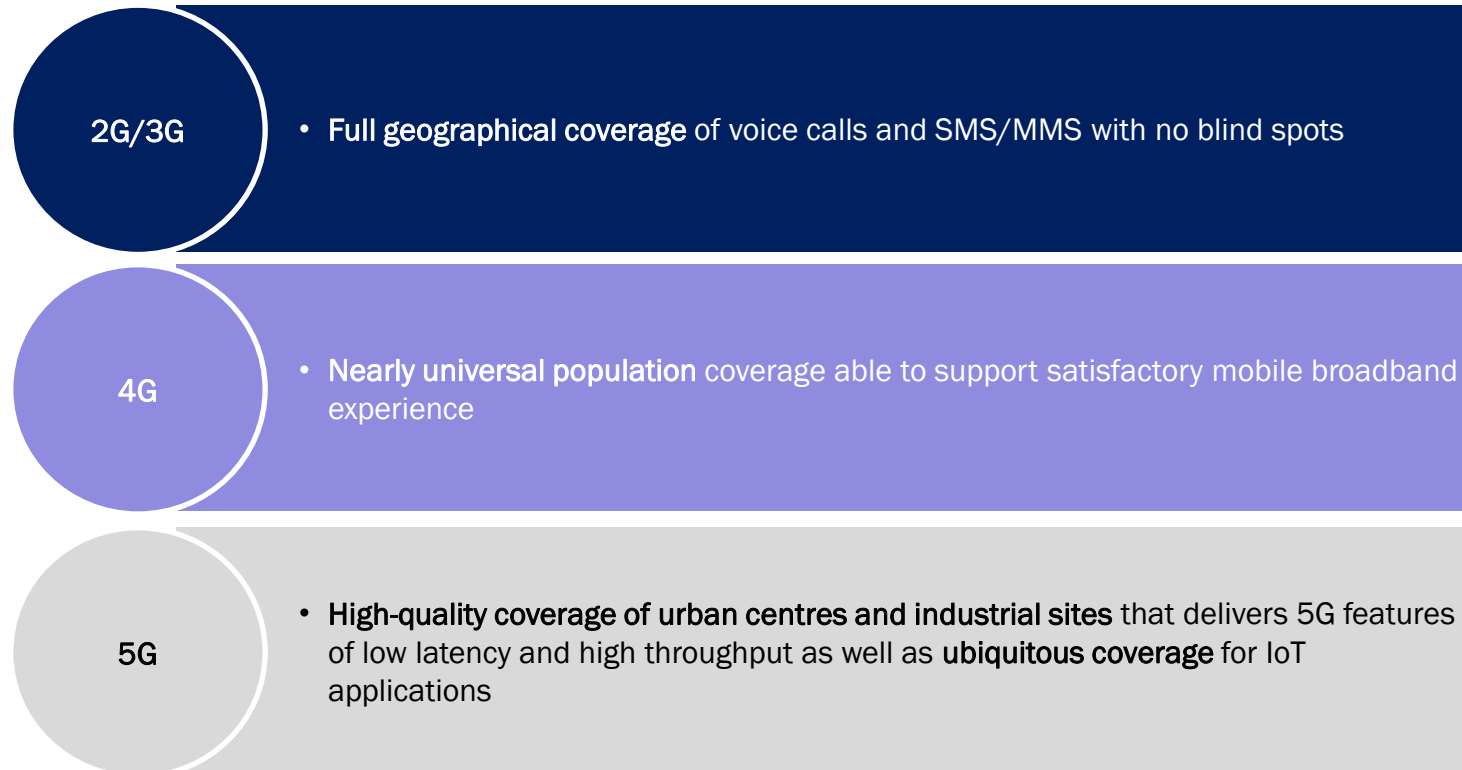 2G/3G
• Full geographical coverage of voice calls and SMS/MMS with no blind spots
4G
• Nearly universal population coverage able to support satisfactory mobile broadband
experience
5G
• High-quality coverage of urban centres and industrial sites that delivers 5G features
of low latency and high throughput as well as ubiquitous coverage for IoT
applications